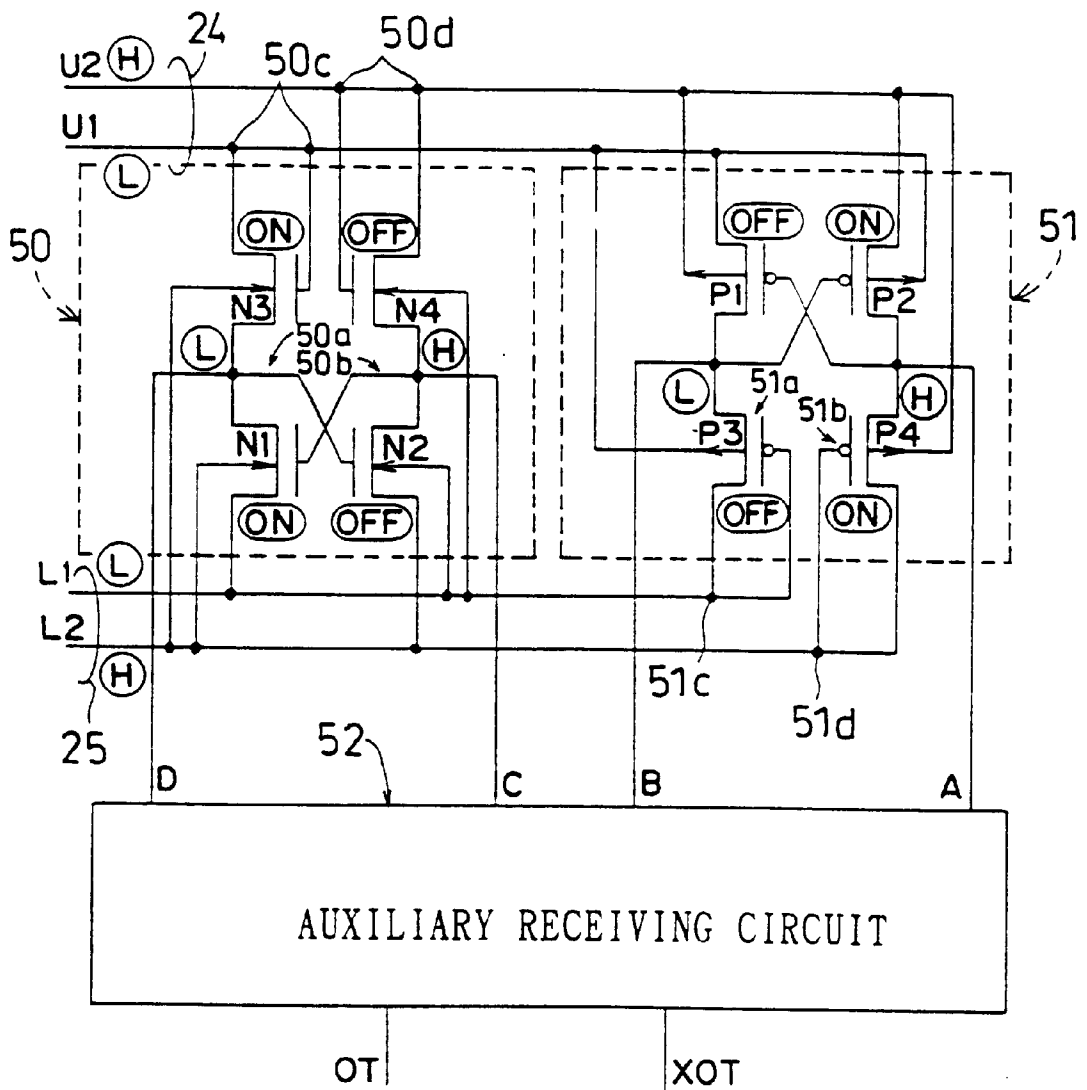 24
50d
U2 H
50c
U1
L
50
51
ON OFF
OFF ON
N3 N4
P1 P2
L 50a H
50b
L 51a H
51b
N1 N2
P3 P4
ON OFF
OFF ON
L1 L
L2
H
51c
51d
25
52
D C B A
AUXILIARY RECEIVING CIRCUIT
OT XOT